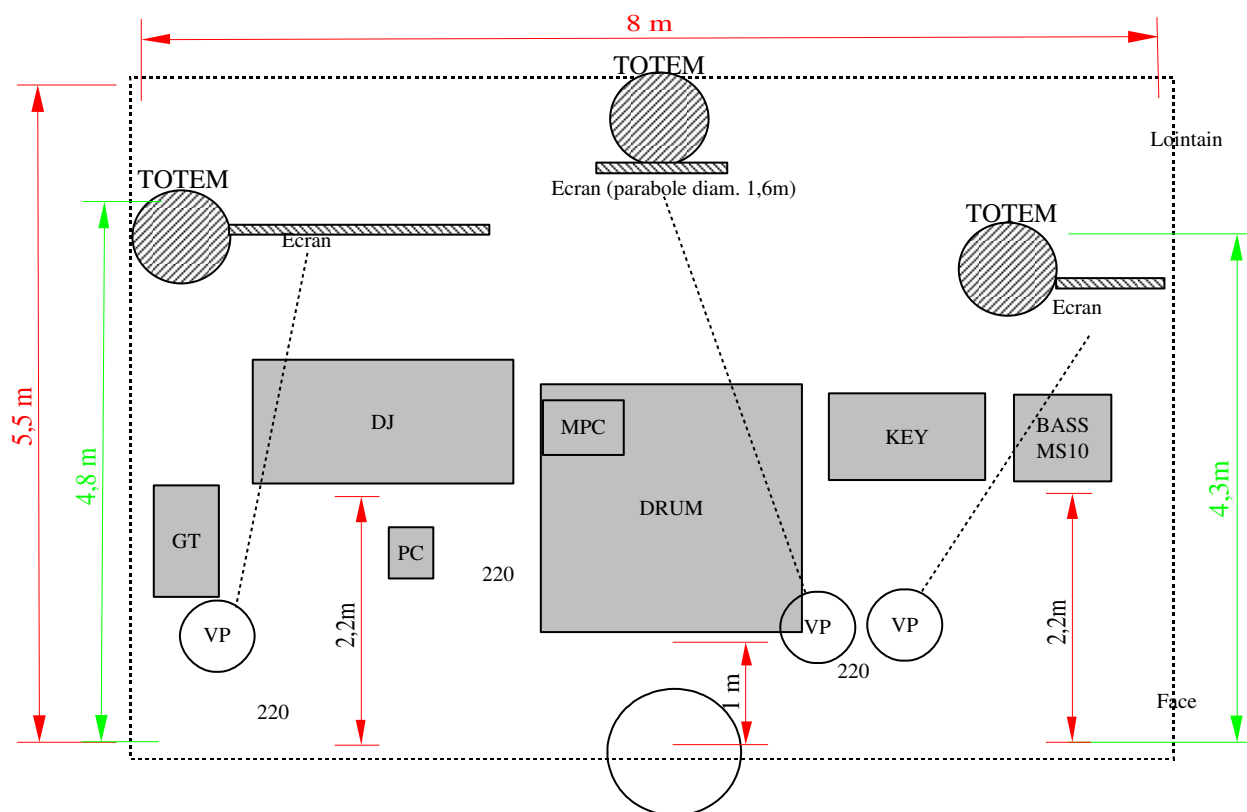 8 m
TOTEM
Lointain
TOTEM
Ecran (parabole diam. 1,6m)
TOTEM
Ecran
Ecran
5,5 m
4,8 m
4,3m
DJ
MPC
KEY
BASS
MS10
DRUM
GT
PC
220
2,2m
2,2m
VP
VP
VP
220
1 m
220
Face